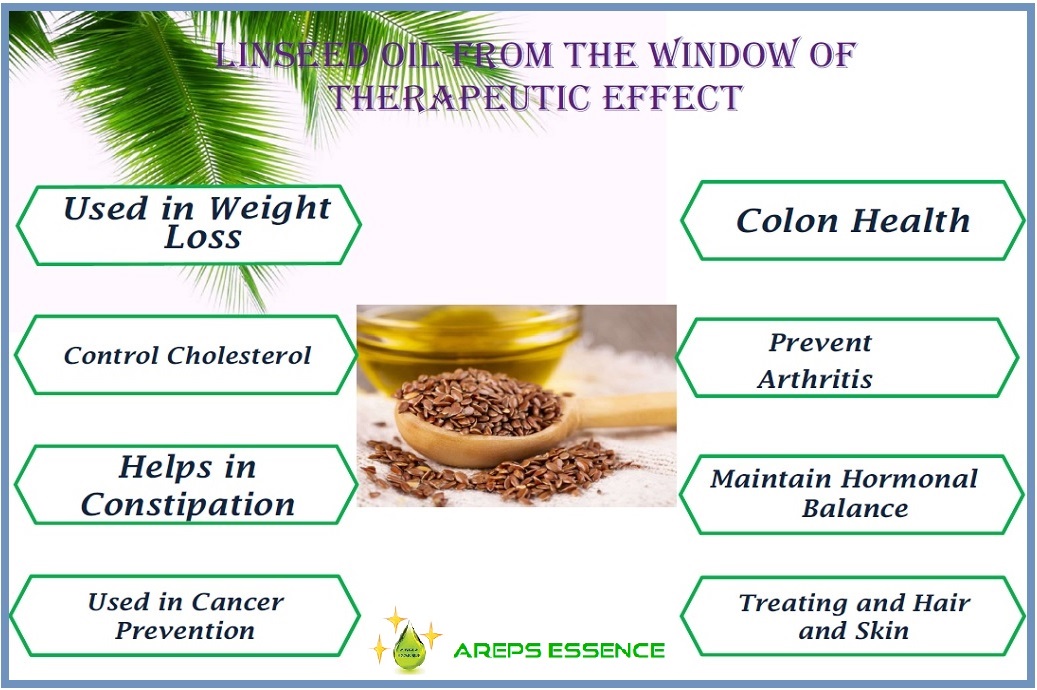 LINSEED OIL FROM THE WINDOW OF
THERAPEUTIC EFFECT
Used in Weight
Loss
Control Cholesterol
Helps in
Constipation
Used in Cancer
Prevention
Colon Health
Prevent
Arthritis
Maintain Hormonal
Balance
Treating and Hair
and Skin
AREPS ESSENCE